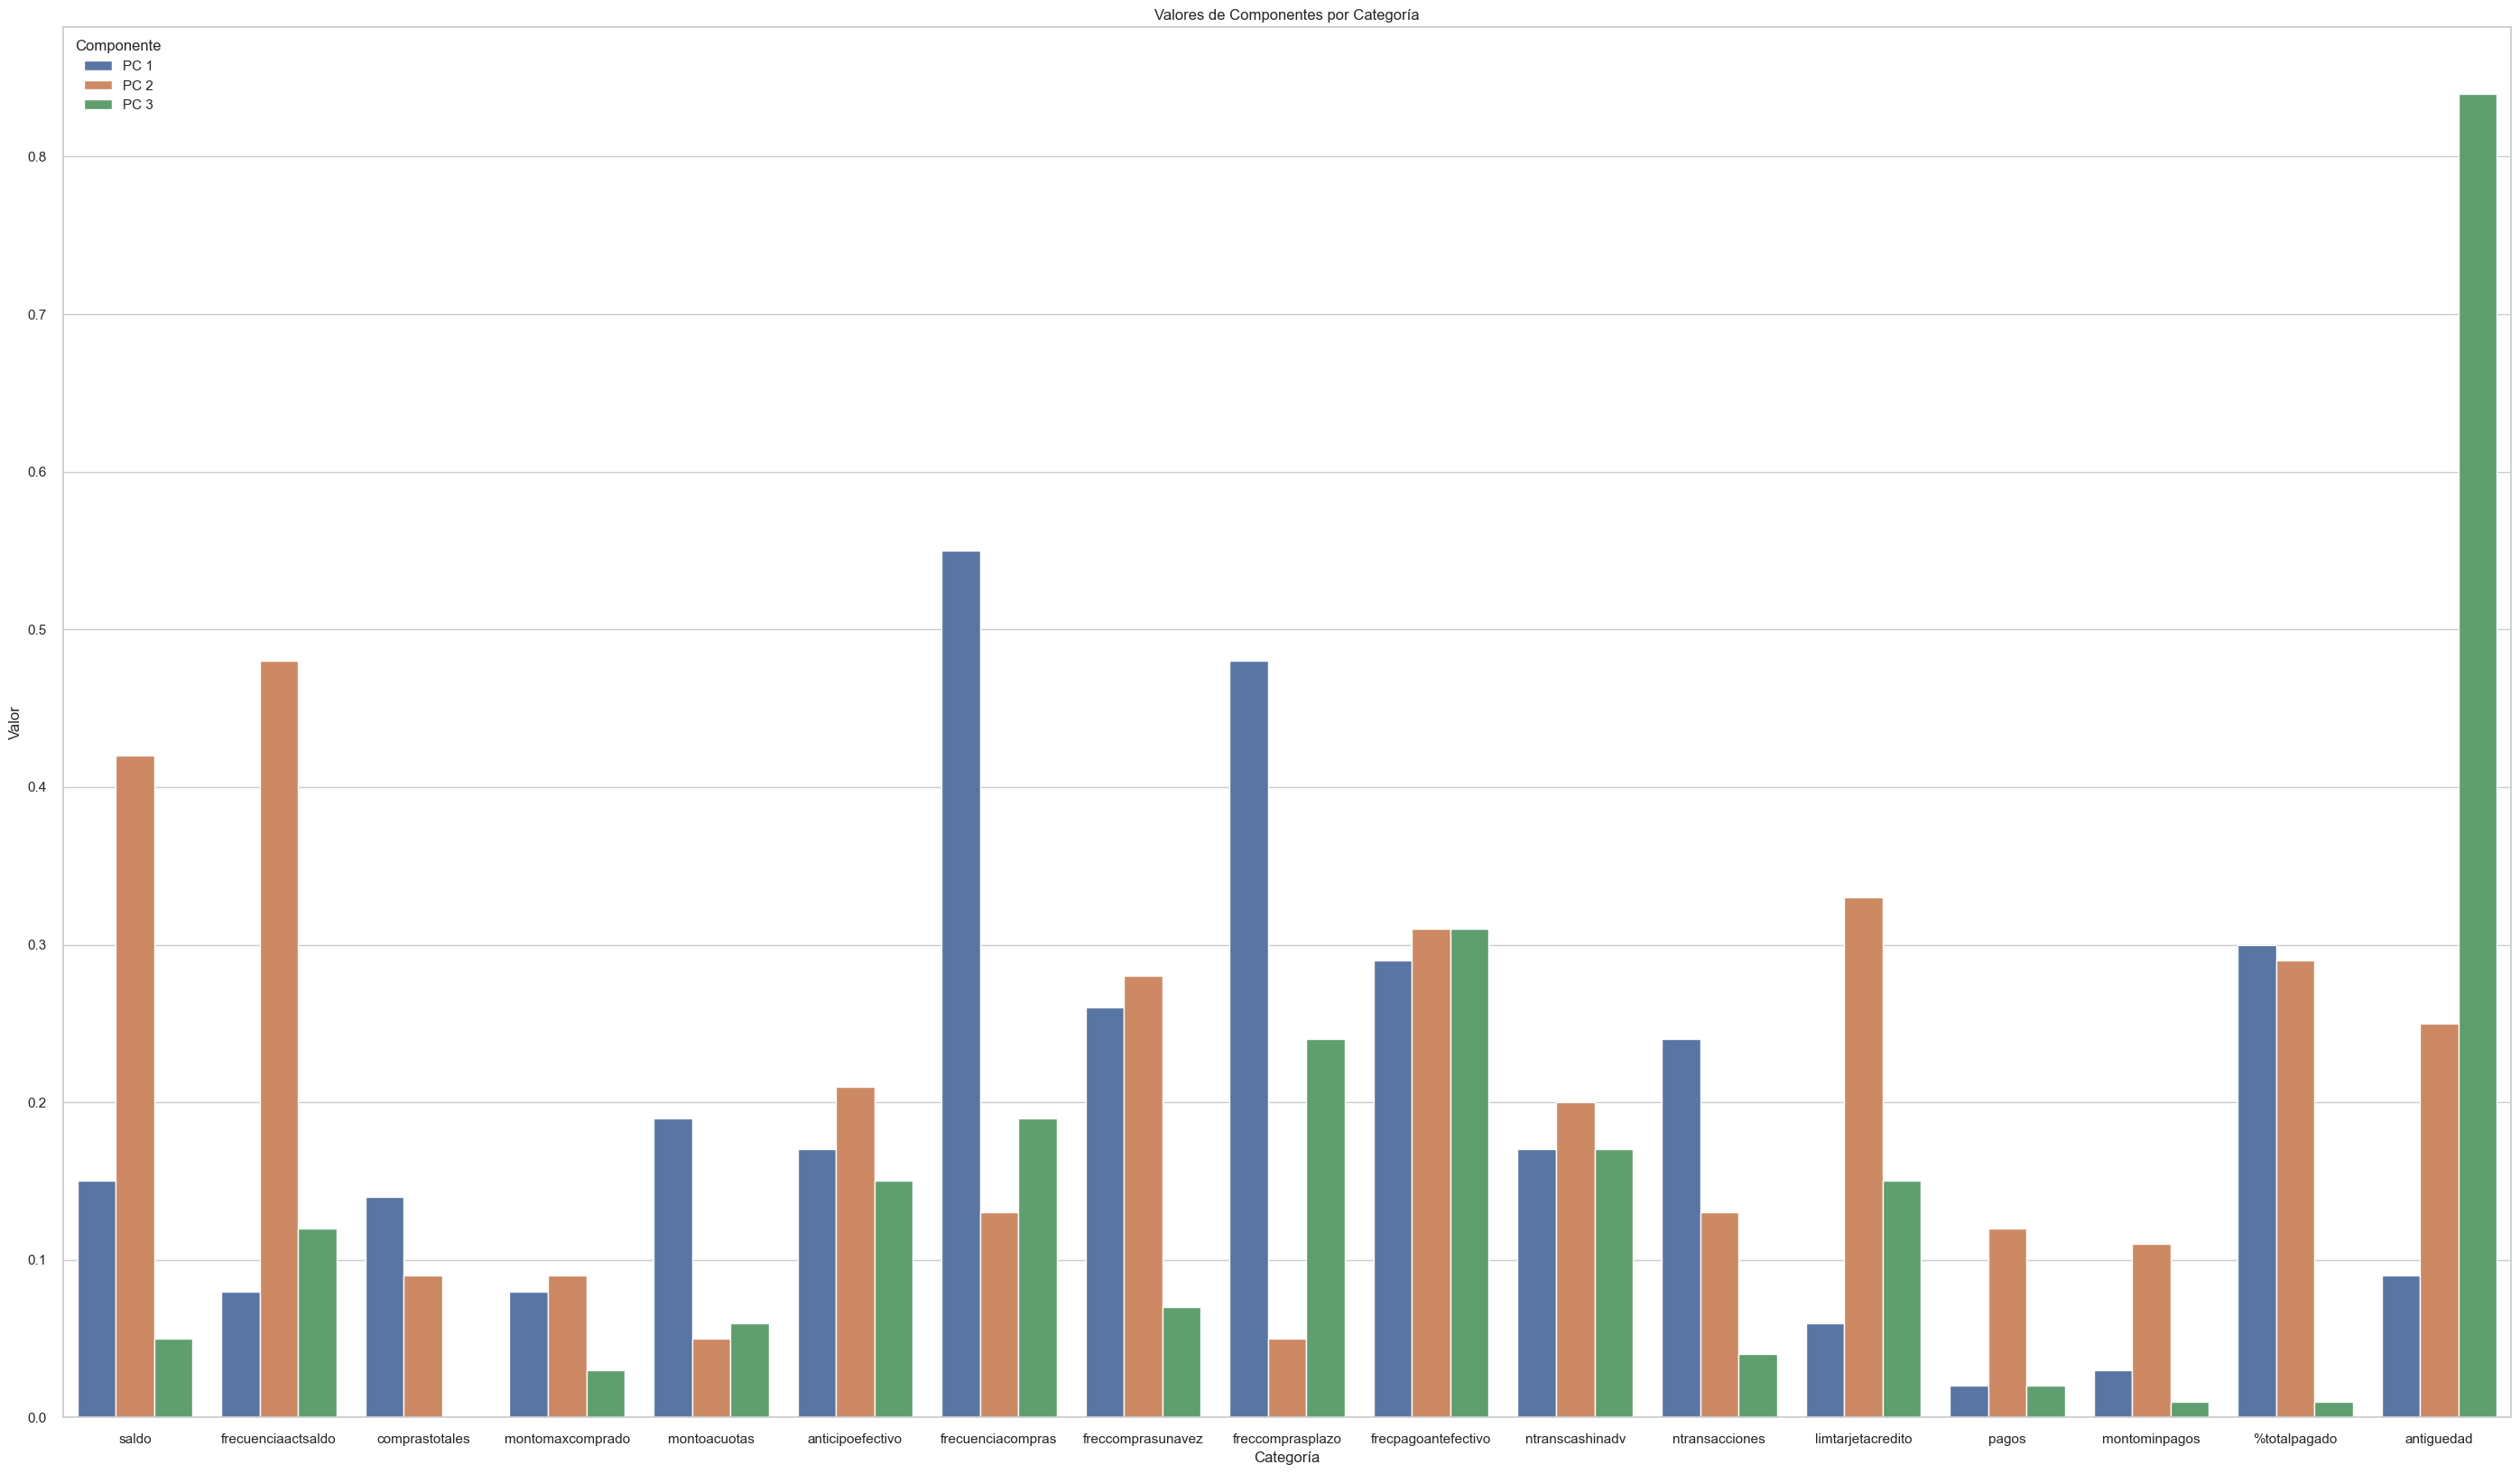 Valores de Componentes por Categoría
Componente
PC 1
PC 2
PC 3
Valor
0.8
0.7
0.6
0.5
0.4
0.3
0.2
0.1
0.0
saldo frecuenciaactsaldo comprastotales montomaxcomprado montoacuotas anticipoefectivo frecuenciacompras freccomprasunavez freccomprasplazo frecpagoantefectivo ntranscashinadv ntransacciones limtarjetacredito pagos montominpagos %totalpagado antiguedad
Categoría